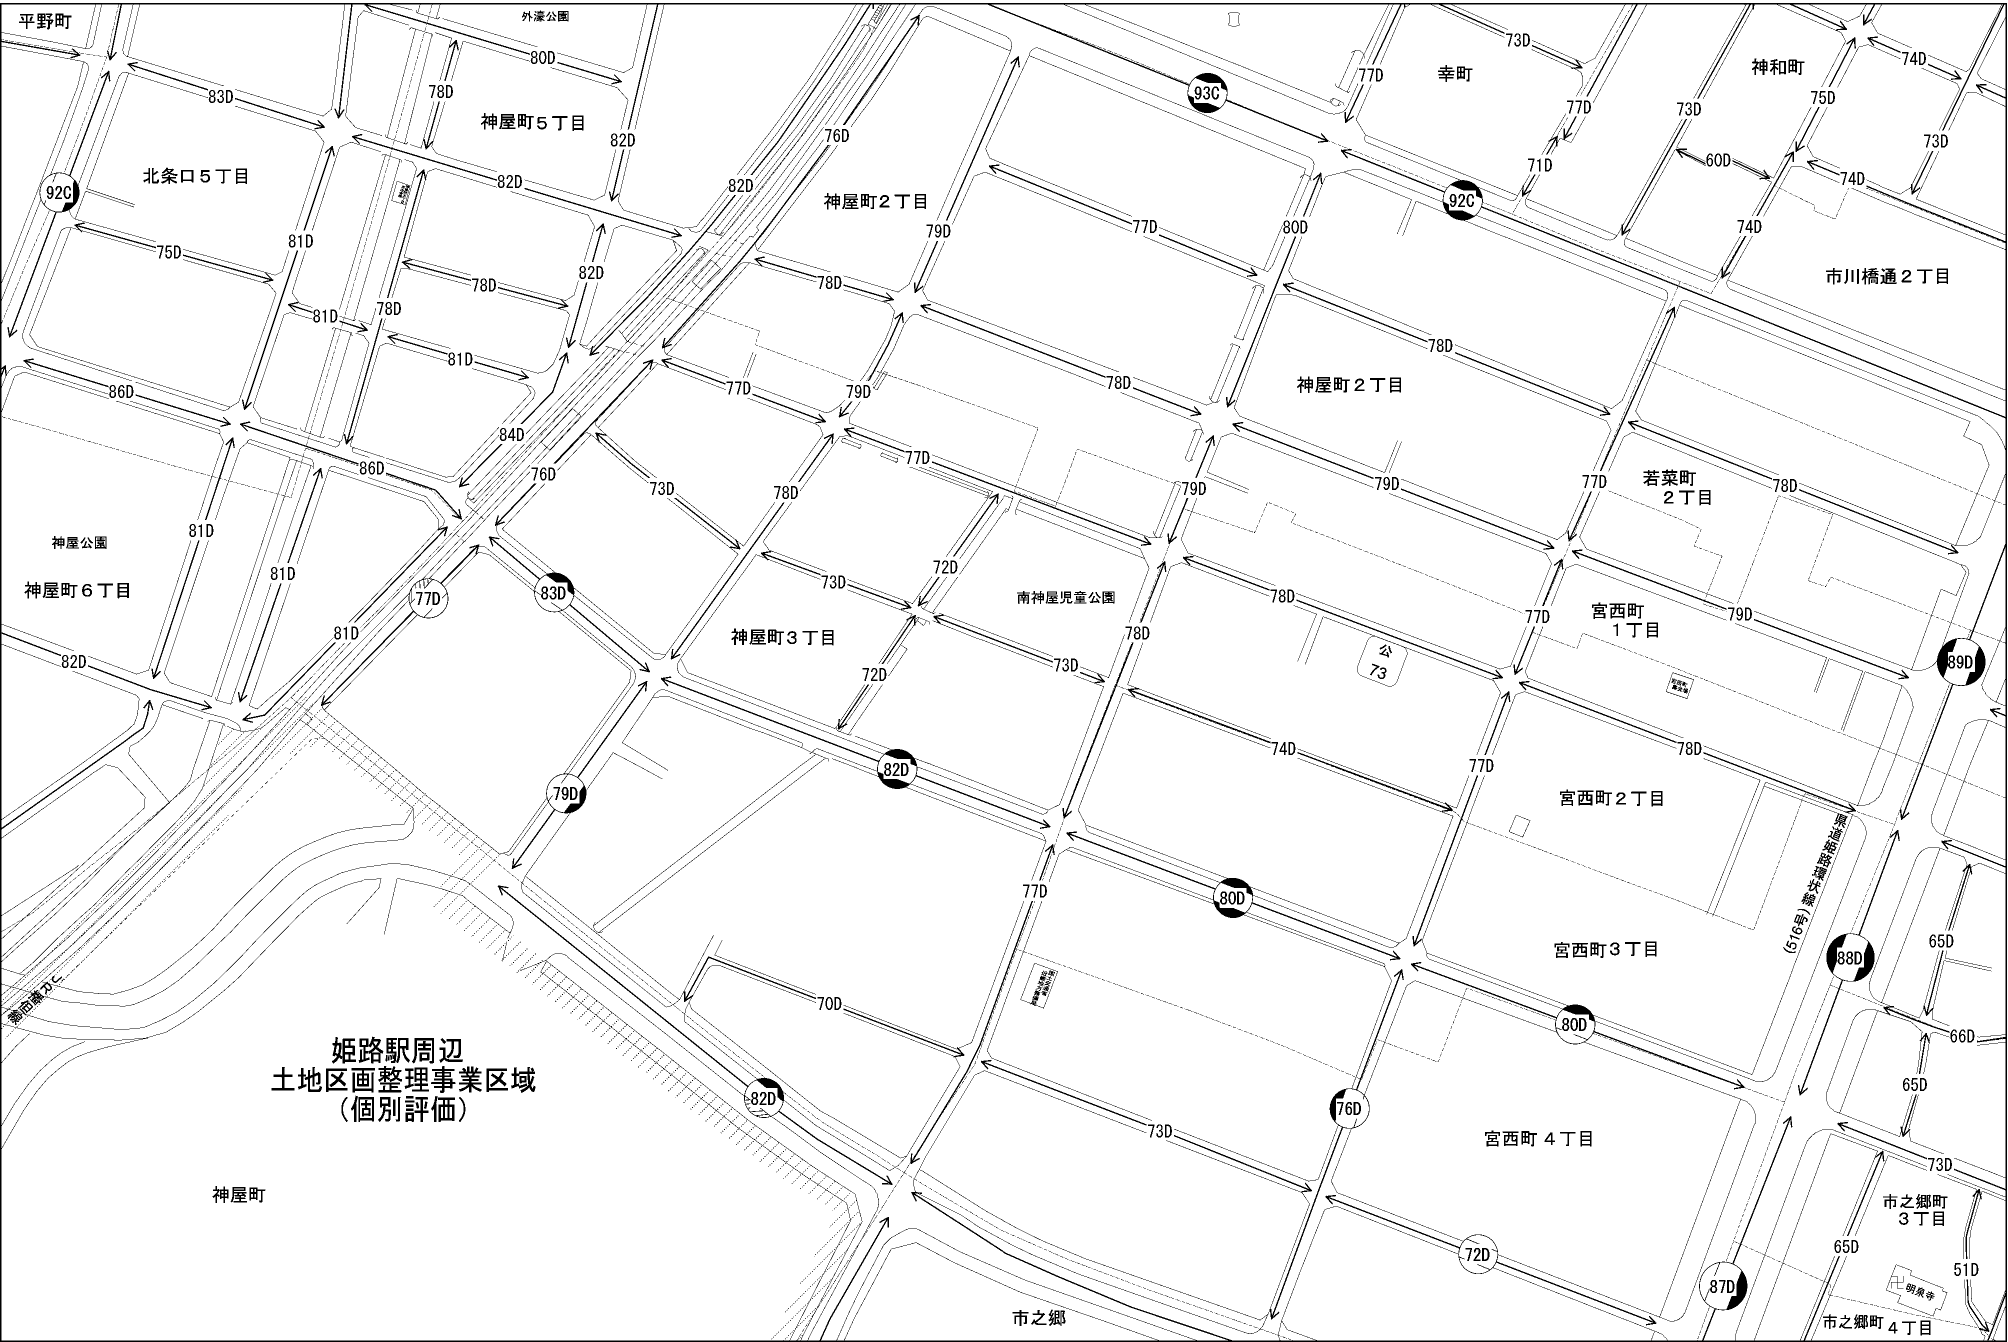 平野町
外濠公園
80D
73D
74D
83D
78D
神屋町５丁目
82D
76D
93C
77D
幸町
77D
神和町
73D
75D
73D
北条口５丁目
92C
82D
82D
神屋町２丁目
92C
71D
60D
74D
75D
81D
82D
79D
77D
80D
74D
市川橋通２丁目
78D
78D
81D
78D
81D
86D
84D
77D
79D
78D
神屋町２丁目
78D
86D
76D
73D
78D
77D
79D
79D
77D
若菜町
２丁目
78D
神屋公園
神屋町６丁目
81D
81D
77D
83D
73D
72D
南神屋児童公園
78D
77D
宮西町
１丁目
79D
82D
81D
神屋町３丁目
72D
73D
78D
公
73
89D
79D
82D
74D
77D
78D
宮西町２丁目
県道姫路環状線
(516号)
77D
80D
宮西町３丁目
88D
65D
JR播但線
70D
80D
66D
姫路駅周辺
土地区画整理事業区域
（個別評価）
82D
76D
65D
73D
宮西町４丁目
73D
神屋町
市之郷町
３丁目
72D
65D
51D
87D
明泉寺
市之郷
市之郷町４丁目